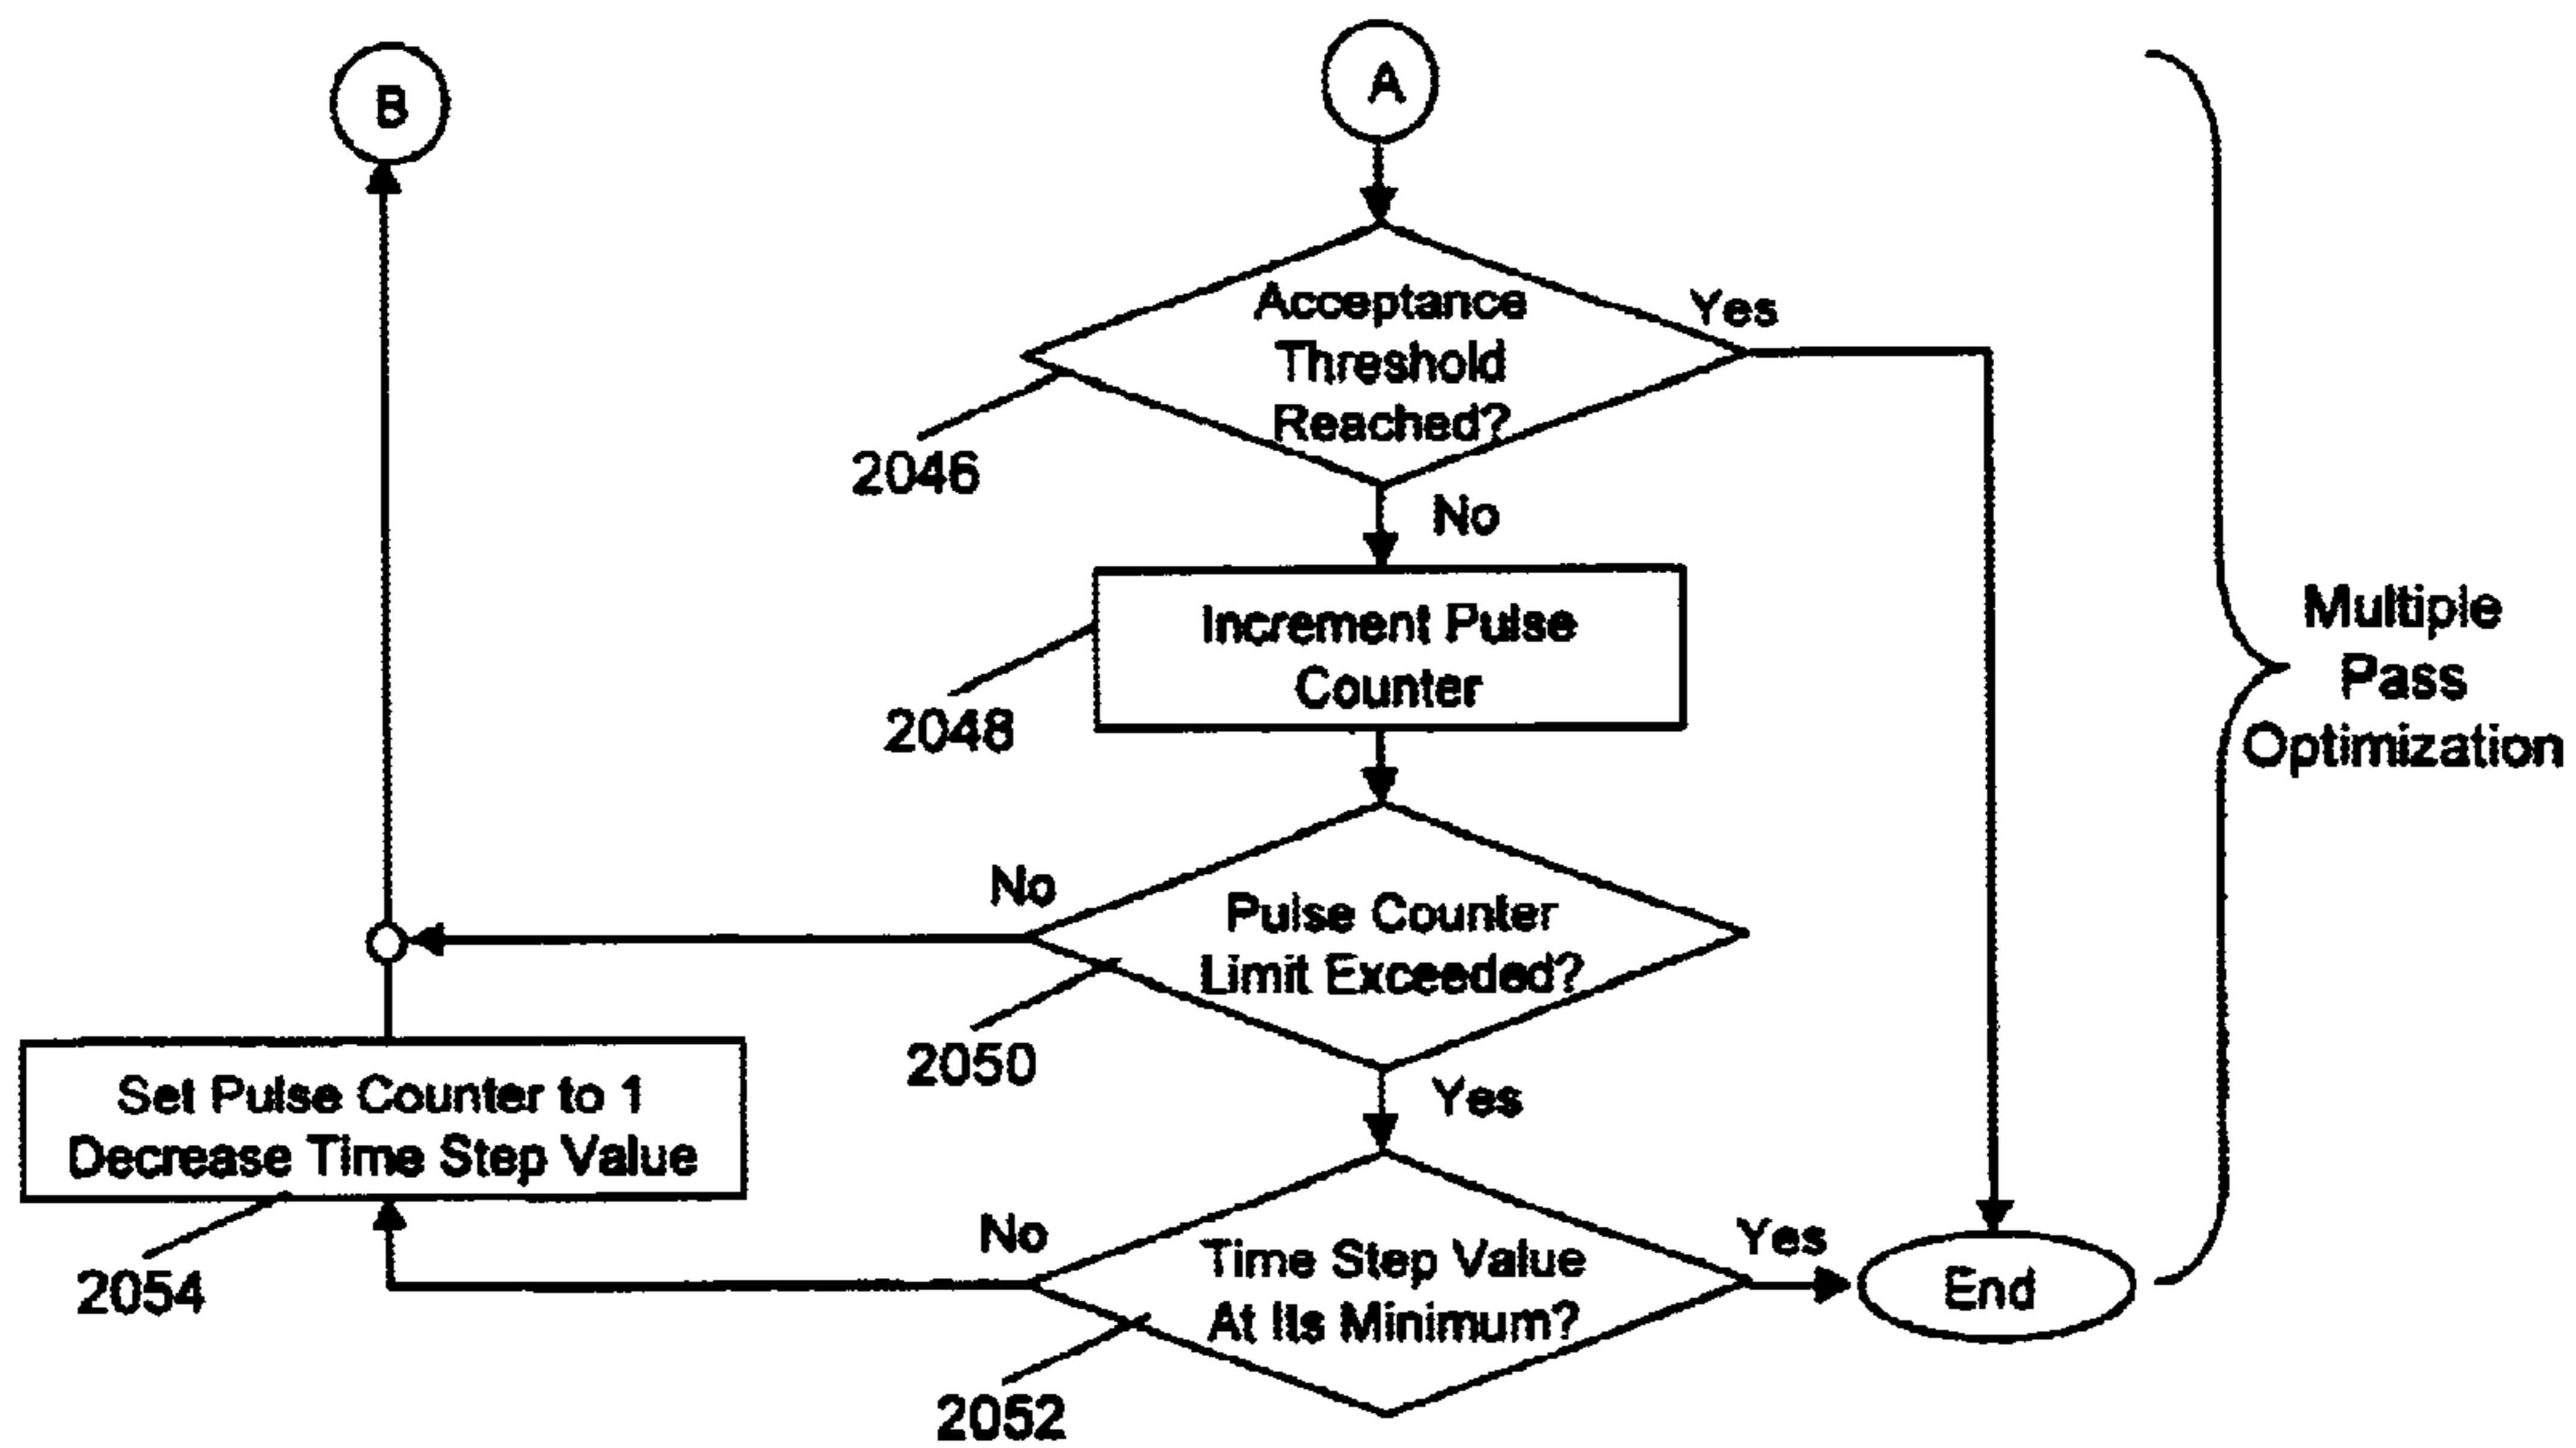 B
A
Acceptance
Threshold
Reached?
Yes
2046
No
Increment Pulse
Counter
2048
Multiple
Pass
Optimization
No
Pulse Counter
Limit Exceeded?
2050
Yes
Set Pulse Counter to 1
Decrease Time Step Value
2054
No
Time Step Value
At Its Minimum?
Yes
End
2052